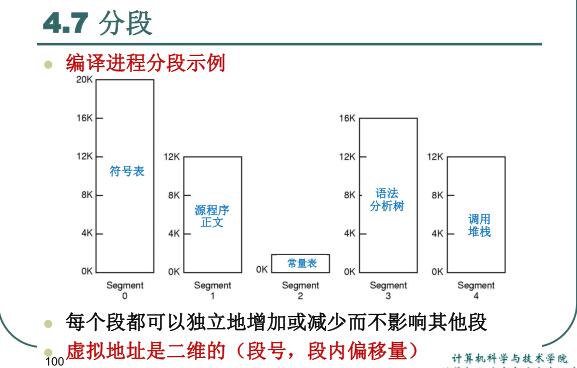 4.7 分段
编译进程分段示例
20K
16K
12K
8K
4K
0K
符号表
Segment
0
12K
8K
4K
0K
源程序
正文
Segment
1
0K
常量表
Segment
2
16K
12K
8K
4K
0K
语法
分析树
Segment
3
12K
8K
4K
0K
调用
堆栈
Segment
4
每个段都可以独立地增加或减少而不影响其他段
虚拟地址是二维的（段号，段内偏移量）
100
计算机科学与技术学院